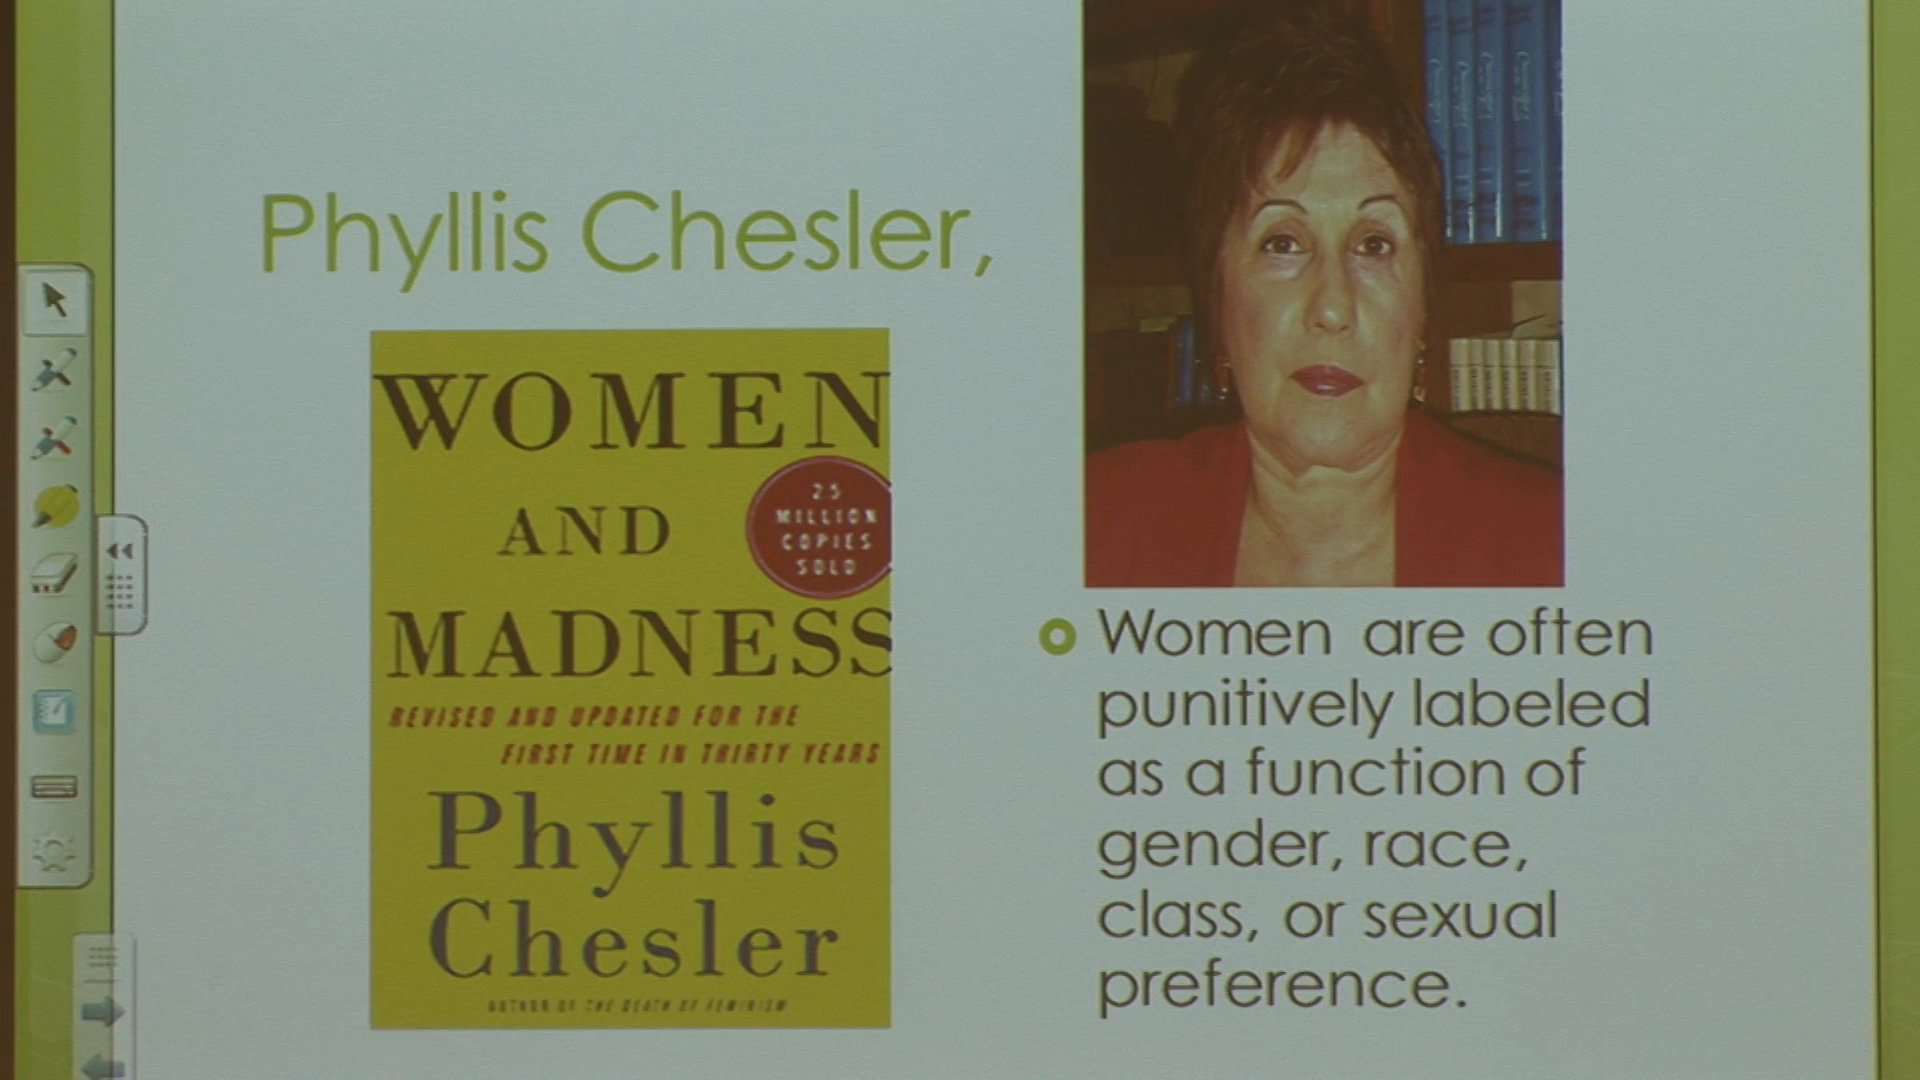 Phyllis Chesler,
WOMEN
AND
2.5
MILLION
COPIES
SOLD
MADNESS
REVISED AND UPDATED FOR THE
FIRST TIME IN THIRTY YEARS
Phyllis
Chesler
AUTHOR OF THE DEATH OF FEMINISM
Women are often
punitively labeled
as a function of
gender, race,
class, or sexual
preference.